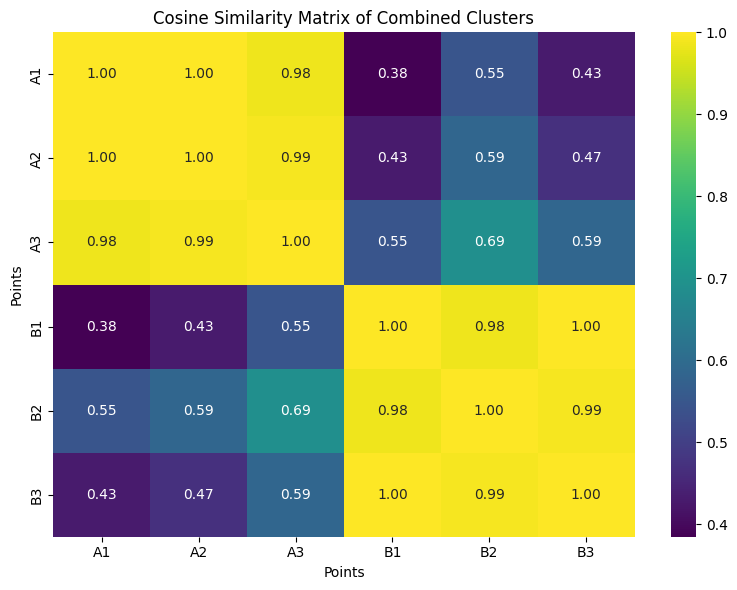 Cosine Similarity Matrix of Combined Clusters
A1 1.00 1.00 0.98 0.38 0.55 0.43
A2 1.00 1.00 0.99 0.43 0.59 0.47
A3 0.98 0.99 1.00 0.55 0.69 0.59
B1 0.38 0.43 0.55 1.00 0.98 1.00
B2 0.55 0.59 0.69 0.98 1.00 0.99
B3 0.43 0.47 0.59 1.00 0.99 1.00
A1 A2 A3 B1 B2 B3
Points
Points
1.0
0.9
0.8
0.7
0.6
0.5
0.4